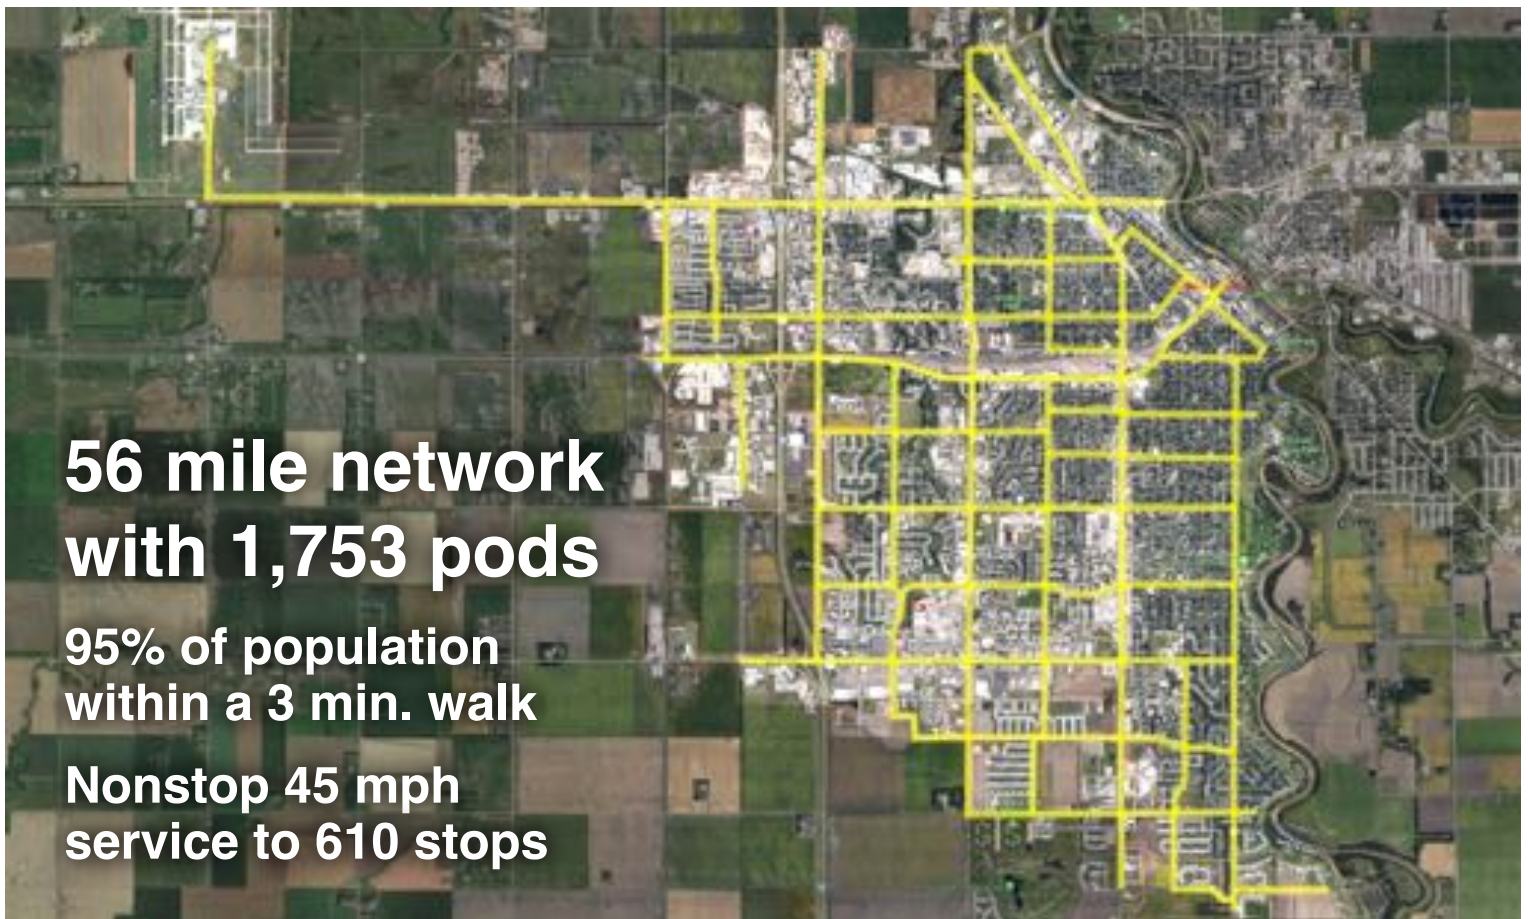 56 mile network
with 1,753 pods
95% of population
within a 3 min. walk
Nonstop 45 mph
service to 610 stops